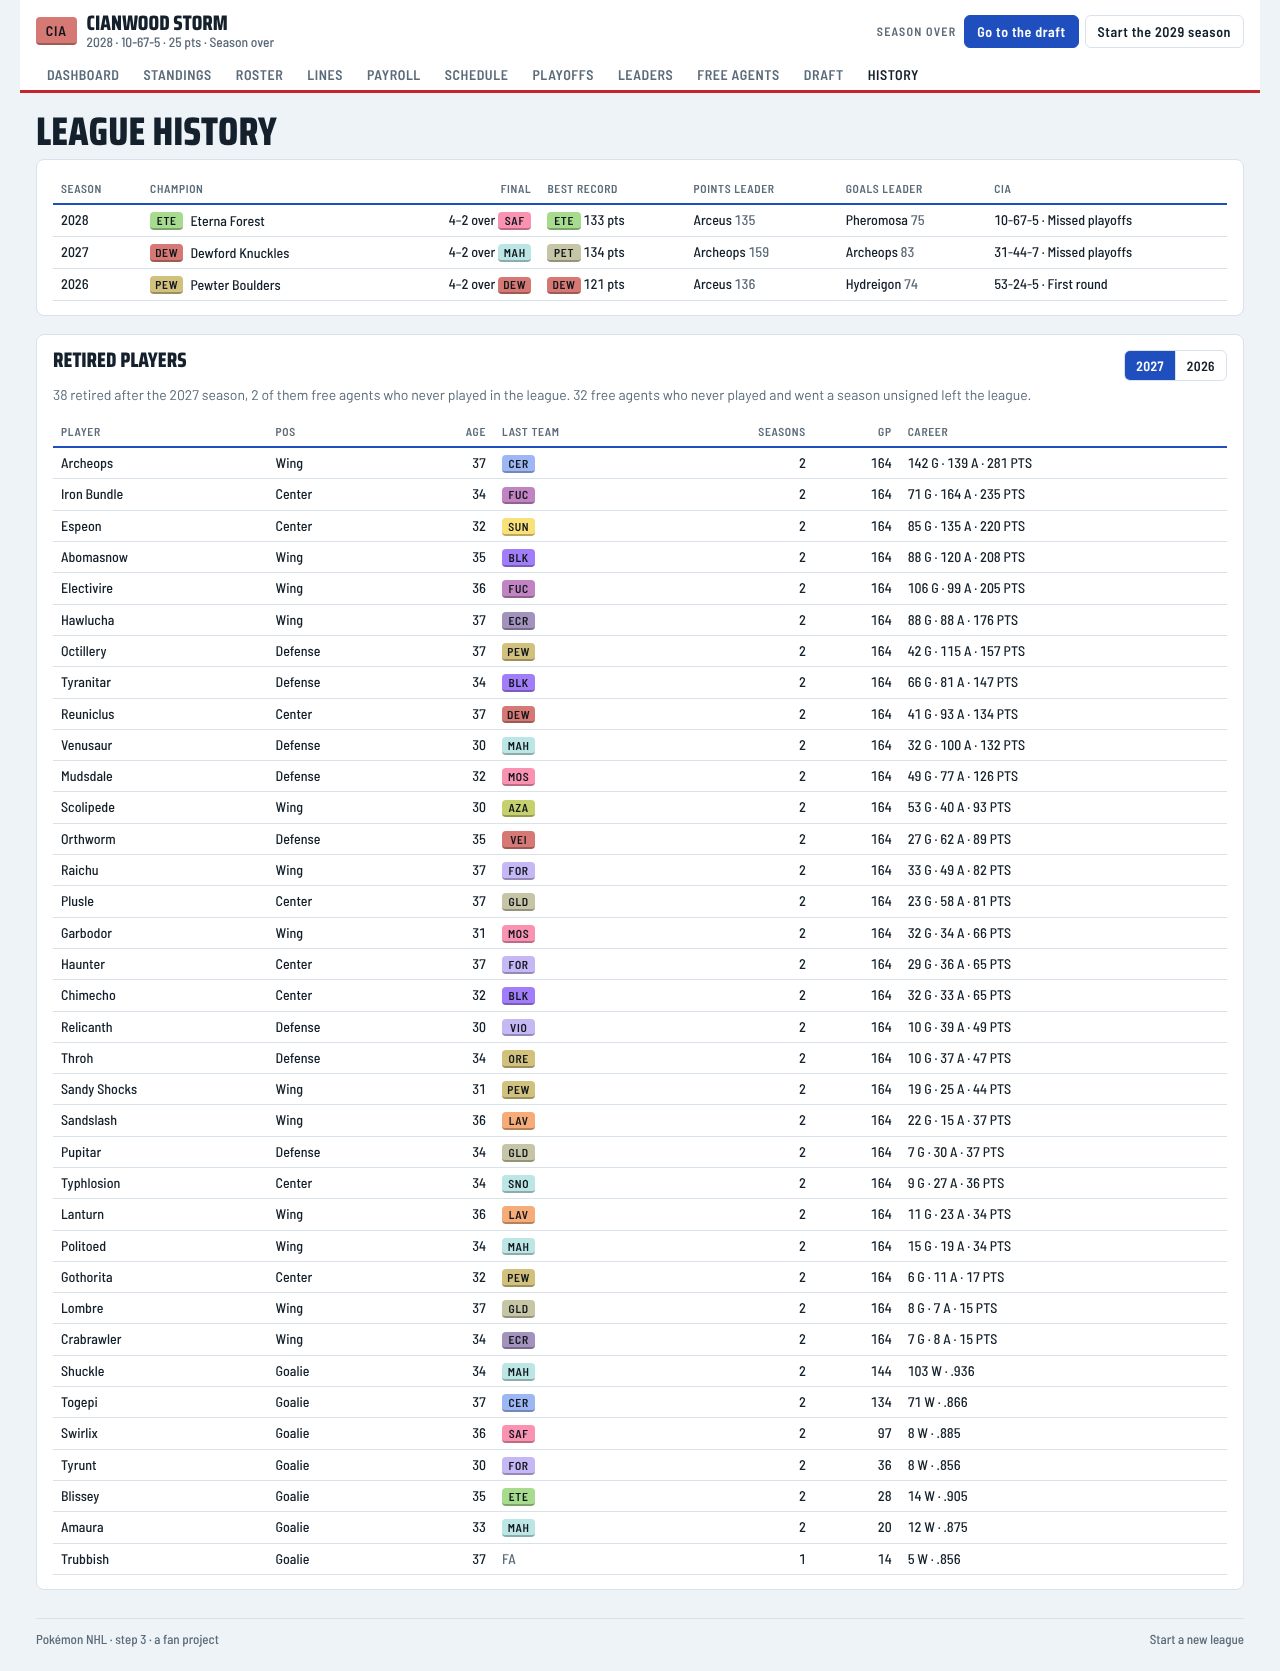 CIA
CIANWOOD STORM
2028 · 10-67-5 · 25 pts · Season over
SEASON OVER
Go to the draft
Start the 2029 season
DASHBOARD STANDINGS ROSTER LINES PAYROLL SCHEDULE PLAYOFFS LEADERS FREE AGENTS DRAFT HISTORY
LEAGUE HISTORY
SEASON CHAMPION FINAL BEST RECORD POINTS LEADER GOALS LEADER CIA
2028 ETE Eterna Forest 4–2 over SAF ETE 133 pts Arceus 135 Pheromosa 75 10-67-5 · Missed playoffs
2027 DEW Dewford Knuckles 4–2 over MAH PET 134 pts Archeops 159 Archeops 83 31-44-7 · Missed playoffs
2026 PEW Pewter Boulders 4–2 over DEW DEW 121 pts Arceus 136 Hydreigon 74 53-24-5 · First round
RETIRED PLAYERS
2027 2026
38 retired after the 2027 season, 2 of them free agents who never played in the league. 32 free agents who never played and went a season unsigned left the league.
PLAYER POS AGE LAST TEAM SEASONS GP CAREER
Archeops Wing 37 CER 2 164 142 G · 139 A · 281 PTS
Iron Bundle Center 34 FUC 2 164 71 G · 164 A · 235 PTS
Espeon Center 32 SUN 2 164 85 G · 135 A · 220 PTS
Abomasnow Wing 35 BLK 2 164 88 G · 120 A · 208 PTS
Electivire Wing 36 FUC 2 164 106 G · 99 A · 205 PTS
Hawlucha Wing 37 ECR 2 164 88 G · 88 A · 176 PTS
Octillery Defense 37 PEW 2 164 42 G · 115 A · 157 PTS
Tyranitar Defense 34 BLK 2 164 66 G · 81 A · 147 PTS
Reuniclus Center 37 DEW 2 164 41 G · 93 A · 134 PTS
Venusaur Defense 30 MAH 2 164 32 G · 100 A · 132 PTS
Mudsdale Defense 32 MOS 2 164 49 G · 77 A · 126 PTS
Scolipede Wing 30 AZA 2 164 53 G · 40 A · 93 PTS
Orthworm Defense 35 VEI 2 164 27 G · 62 A · 89 PTS
Raichu Wing 37 FOR 2 164 33 G · 49 A · 82 PTS
Plusle Center 37 GLD 2 164 23 G · 58 A · 81 PTS
Garbodor Wing 31 MOS 2 164 32 G · 34 A · 66 PTS
Haunter Center 37 FOR 2 164 29 G · 36 A · 65 PTS
Chimecho Center 32 BLK 2 164 32 G · 33 A · 65 PTS
Relicanth Defense 30 VIO 2 164 10 G · 39 A · 49 PTS
Throh Defense 34 ORE 2 164 10 G · 37 A · 47 PTS
Sandy Shocks Wing 31 PEW 2 164 19 G · 25 A · 44 PTS
Sandslash Wing 36 LAV 2 164 22 G · 15 A · 37 PTS
Pupitar Defense 34 GLD 2 164 7 G · 30 A · 37 PTS
Typhlosion Center 34 SNO 2 164 9 G · 27 A · 36 PTS
Lanturn Wing 36 LAV 2 164 11 G · 23 A · 34 PTS
Politoed Wing 34 MAH 2 164 15 G · 19 A · 34 PTS
Gothorita Center 32 PEW 2 164 6 G · 11 A · 17 PTS
Lombre Wing 37 GLD 2 164 8 G · 7 A · 15 PTS
Crabrawler Wing 34 ECR 2 164 7 G · 8 A · 15 PTS
Shuckle Goalie 34 MAH 2 144 103 W · .936
Togepi Goalie 37 CER 2 134 71 W · .866
Swirlix Goalie 36 SAF 2 97 8 W · .885
Tyrunt Goalie 30 FOR 2 36 8 W · .856
Blissey Goalie 35 ETE 2 28 14 W · .905
Amaura Goalie 33 MAH 2 20 12 W · .875
Trubbish Goalie 37 FA 1 14 5 W · .856
Pokémon NHL · step 3 · a fan project
Start a new league